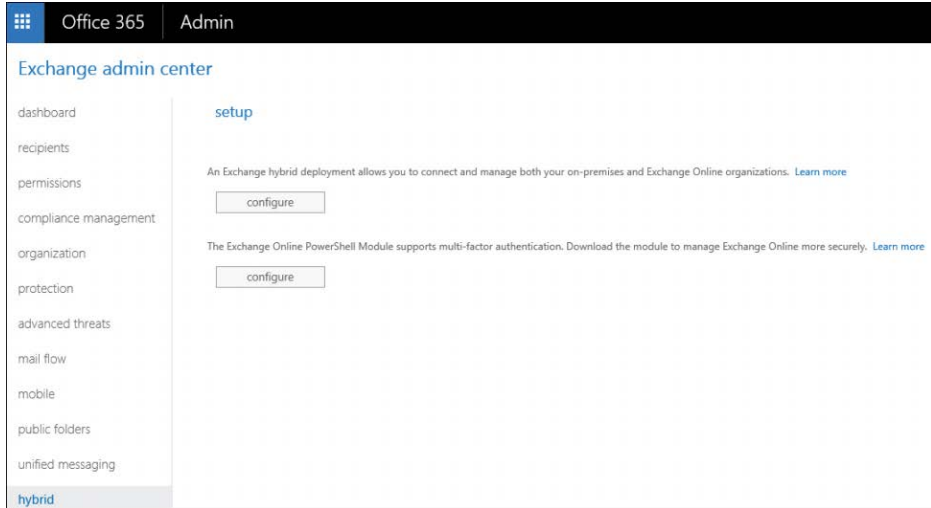 Office 365 Admin
Exchange admin center
dashboard
recipients
permissions
compliance management
organization
protection
advanced threats
mail flow
mobile
public folders
unified messaging
hybrid
setup
An Exchange hybrid deployment allows you to connect and manage both your on-premises and Exchange Online organizations. Learn more
configure
The Exchange Online PowerShell Module supports multi-factor authentication. Download the module to manage Exchange Online more securely. Learn more
configure